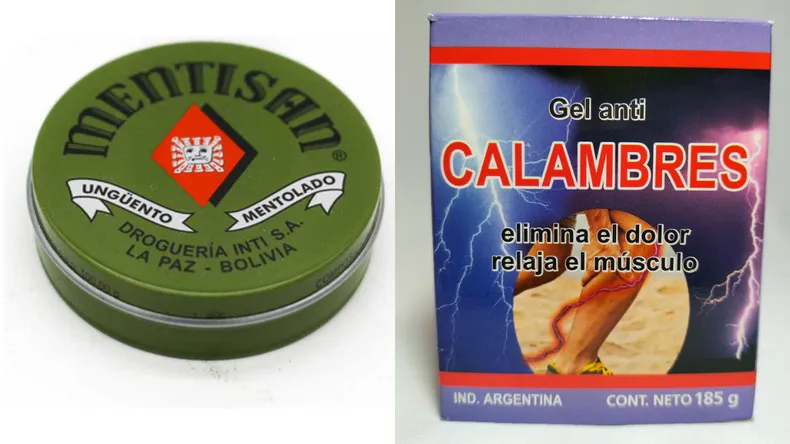 MENTISAN®
UNGÜENTO
MENTOLADO
DROGUERÍA INTI S.A.
LA PAZ - BOLIVIA
Gel anti
CALAMBRES
elimina el dolor
relaja el músculo
IND. ARGENTINA
CONT. NETO 185 g